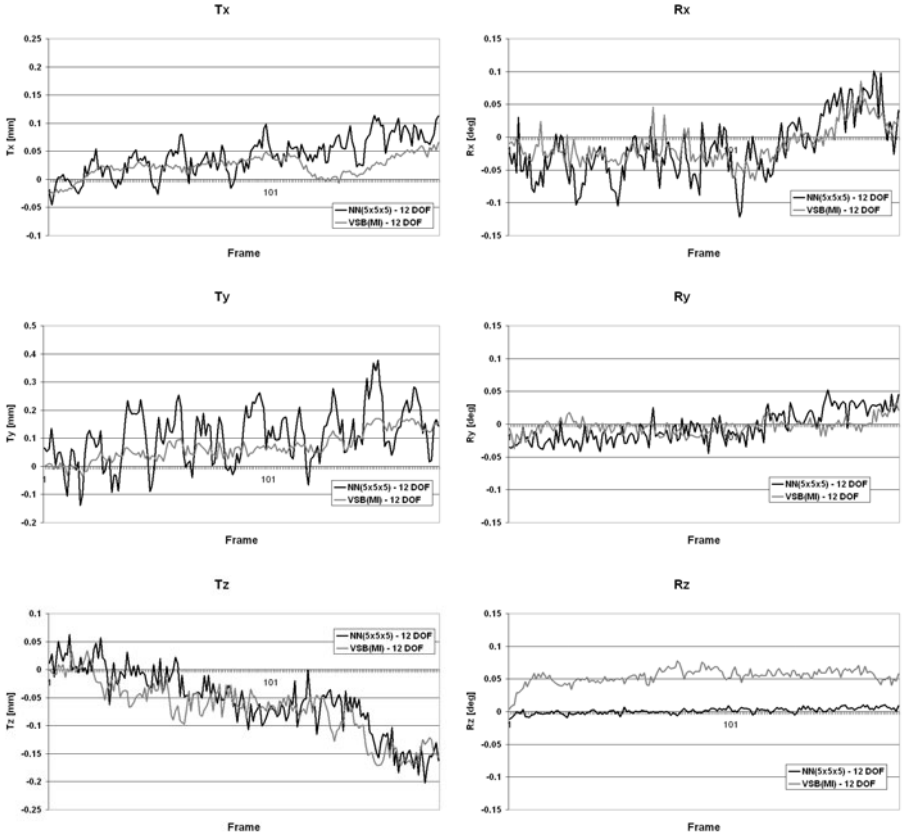 Tx
0.25
0.2
0.15
0.1
0.05
0
-0.05
-0.1
Tx [mm]
101
NN(5x5x5) - 12 DOF
VSB(MI) - 12 DOF
Frame
Rx
0.15
0.1
0.05
0
-0.05
-0.1
-0.15
Rx [deg]
101
NN(5x5x5) - 12 DOF
VSB(MI) - 12 DOF
Frame
Ty
0.5
0.4
0.3
0.2
0.1
0
-0.1
-0.2
Ty [mm]
1
101
NN(5x5x5) - 12 DOF
VSB(MI) - 12 DOF
Frame
Ry
0.15
0.1
0.05
0
-0.05
-0.1
-0.15
Ry [deg]
NN(5x5x5) - 12 DOF
VSB(MI) - 12 DOF
Frame
Tz
0.1
0.05
0
-0.05
-0.1
-0.15
-0.2
-0.25
Tz [mm]
1
101
NN(5x5x5) - 12 DOF
VSB(MI) - 12 DOF
Frame
Rz
0.15
0.1
0.05
0
-0.05
-0.1
-0.15
Rz [deg]
1
101
NN(5x5x5) - 12 DOF
VSB(MI) - 12 DOF
Frame